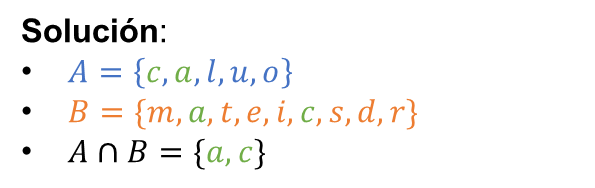 Solución:
• A = {c, a, l, u, o}
• B = {m, a, t, e, i, c, s, d, r}
• A ∩ B = {a, c}